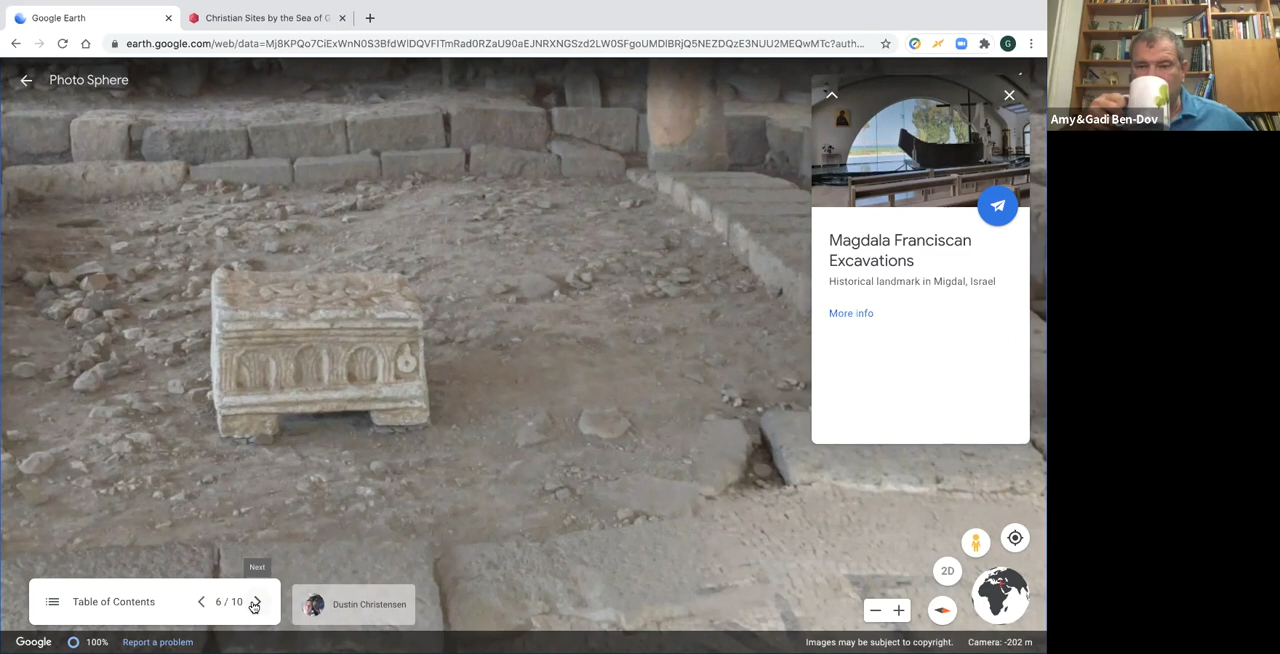 Google Earth
Christian Sites by the Sea of G
earth.google.com/web/data=Mj8KPQo7CiExWnN0S3BfdWlDQVFITmRad0RZaU90aEJNRXNGSzd2LW0SFgoUMDlBRjQ5NEZDQzE3NUU2MEQwMTc?auth...
G
Photo Sphere
Amy&Gadi Ben-Dov
Magdala Franciscan
Excavations
Historical landmark in Migdal, Israel
More info
Next
Table of Contents
6 / 10
Dustin Christensen
2D
Google
100%
Report a problem
Images may be subject to copyright.
Camera: -202 m